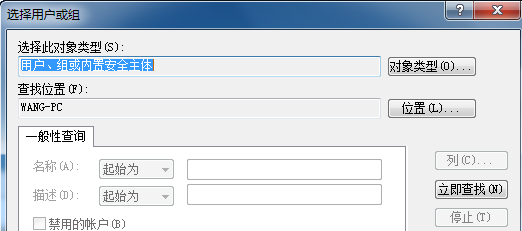 选择用户或组
选择此对象类型(S):
用户、组或内置安全主体
对象类型(O)...
查找位置(F):
WANG-PC
位置(L)...
一般性查询
名称(A):
起始为
列(C)...
描述(D):
起始为
立即查找(N)
禁用的帐户(B)
停止(T)